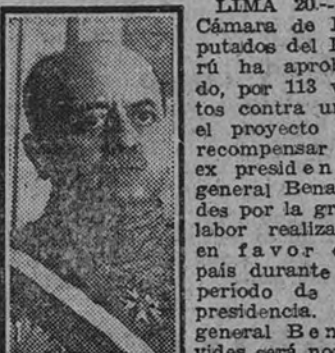 LIMA 20.--
Cámara de
putados del
rú ha aprob
do, por 113 v
tos contra u
el proyecto
recompensar
ex presiden
general Bena
des por la gr
labor realiza
en favor
país durante
período de
presidencia.
general Ben
vides será no